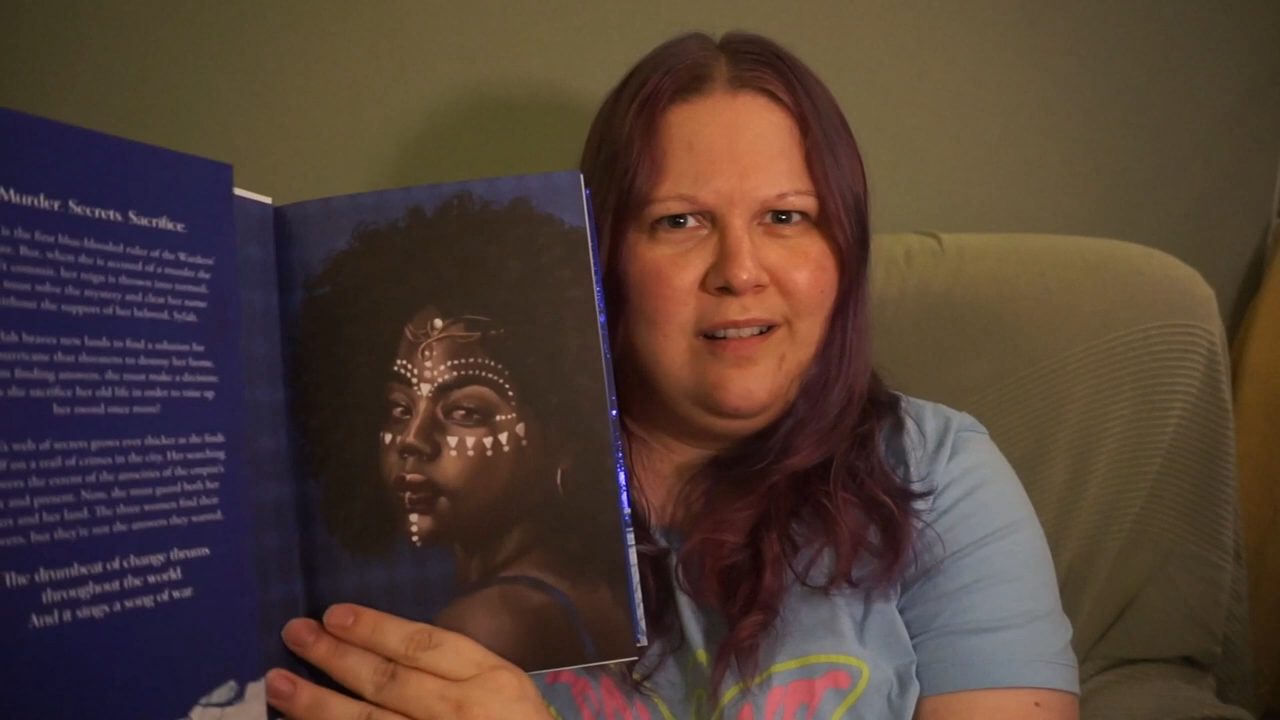 Murder. Secrets. Sacrifice.
is the first blue-blooded ruler of the Wardens'
But, when she is accused of a murder she
commit, her reign is thrown into turmoil.
must solve the mystery and clear her name
without the support of her beloved, Sylah.
braves new lands to find a solution for
hurricane that threatens to destroy her home.
finding answers, she must make a decision:
she sacrifice her old life in order to raise up
her sword once more?
web of secrets grows ever thicker as she finds
on a trail of crimes in the city. Her searching
the extent of the atrocities of the empire's
and present. Now, she must guard both her
and her land. The three women find their
But they're not the answers they wanted.
The drumbeat of change thrums
throughout the world
And it sings a song of war